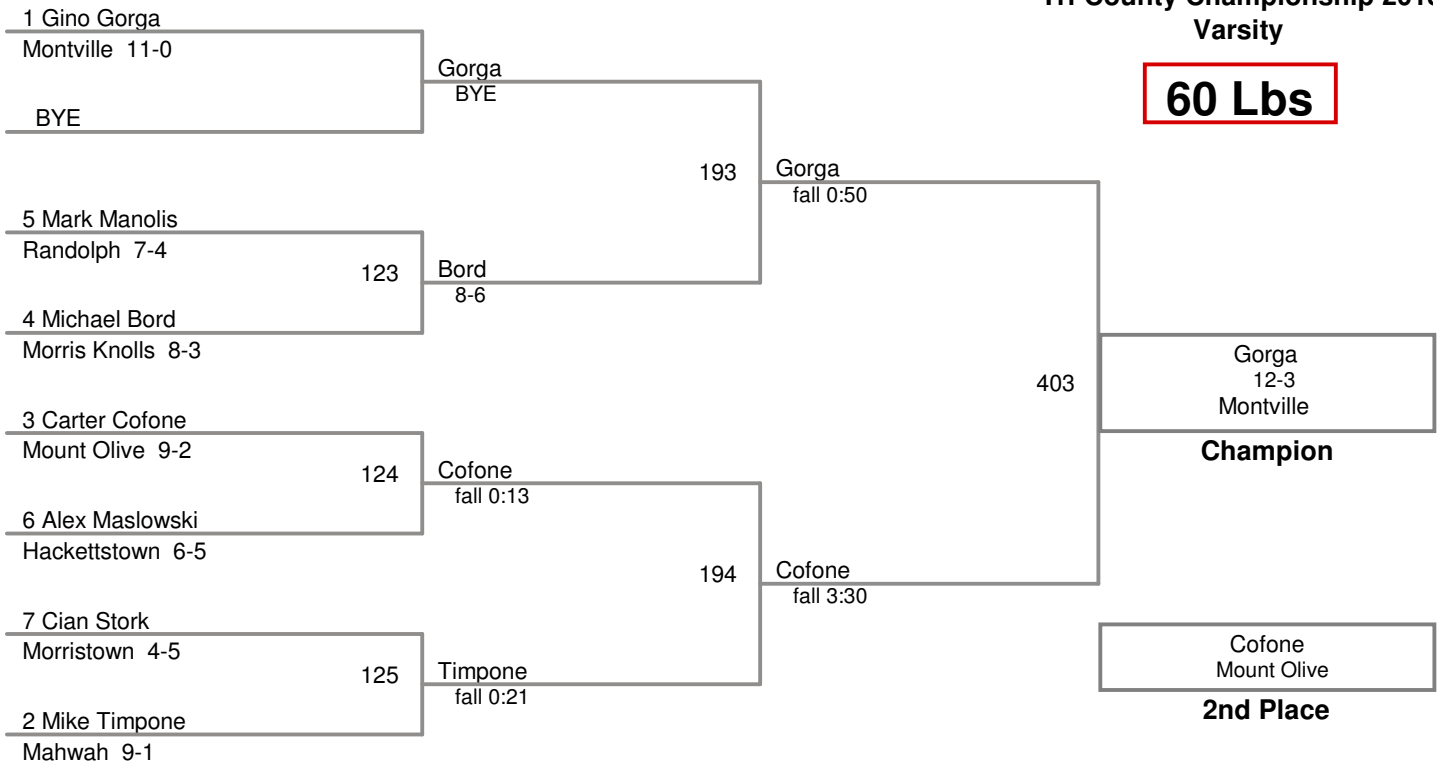 County Championship
Varsity
60 Lbs
1 Gino Gorga
Montville 11-0
BYE
Gorga
BYE
5 Mark Manolis
Randolph 7-4
123
4 Michael Bord
Morris Knolls 8-3
Bord
8-6
193
Gorga
fall 0:50
3 Carter Cofone
Mount Olive 9-2
124
6 Alex Maslowski
Hackettstown 6-5
Cofone
fall 0:13
7 Cian Stork
Morristown 4-5
125
2 Mike Timpone
Mahwah 9-1
Timpone
fall 0:21
194
Cofone
fall 3:30
403
Gorga
12-3
Montville
Champion
Cofone
Mount Olive
2nd Place